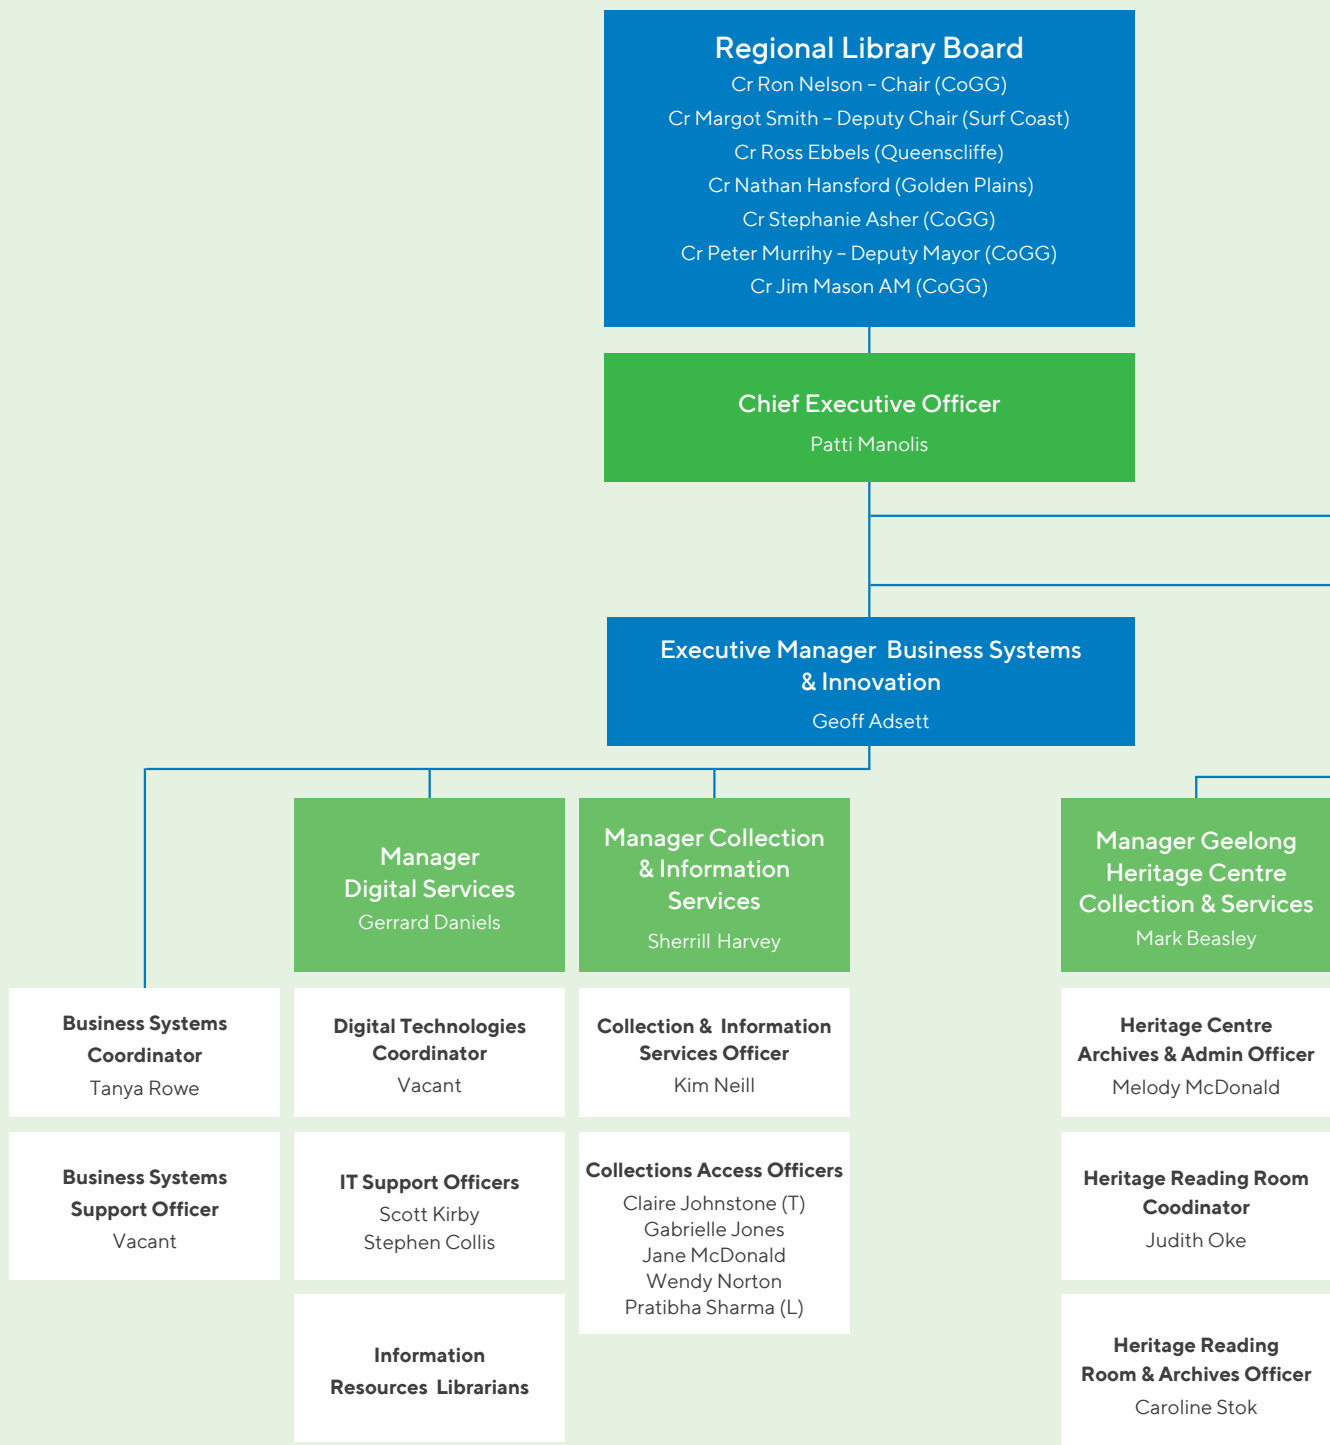 Regional Library Board
Cr Ron Nelson – Chair (CoGG)
Cr Margot Smith – Deputy Chair (Surf Coast)
Cr Ross Ebbels (Queenscliffe)
Cr Nathan Hansford (Golden Plains)
Cr Stephanie Asher (CoGG)
Cr Peter Murrihy – Deputy Mayor (CoGG)
Cr Jim Mason AM (CoGG)
Chief Executive Officer
Patti Manolis
Executive Manager Business Systems
& Innovation
Geoff Adsett
Manager
Digital Services
Gerrard Daniels
Manager Collection
& Information
Services
Sherrill Harvey
Manager Geelong
Heritage Centre
Collection & Services
Mark Beasley
Business Systems
Coordinator
Tanya Rowe
Digital Technologies
Coordinator
Vacant
Collection & Information
Services Officer
Kim Neill
Heritage Centre
Archives & Admin Officer
Melody McDonald
Business Systems
Support Officer
Vacant
IT Support Officers
Scott Kirby
Stephen Collis
Collections Access Officers
Claire Johnstone (T)
Gabrielle Jones
Jane McDonald
Wendy Norton
Pratibha Sharma (L)
Heritage Reading Room
Coodinator
Judith Oke
Information
Resources Librarians
Heritage Reading
Room & Archives Officer
Caroline Stok